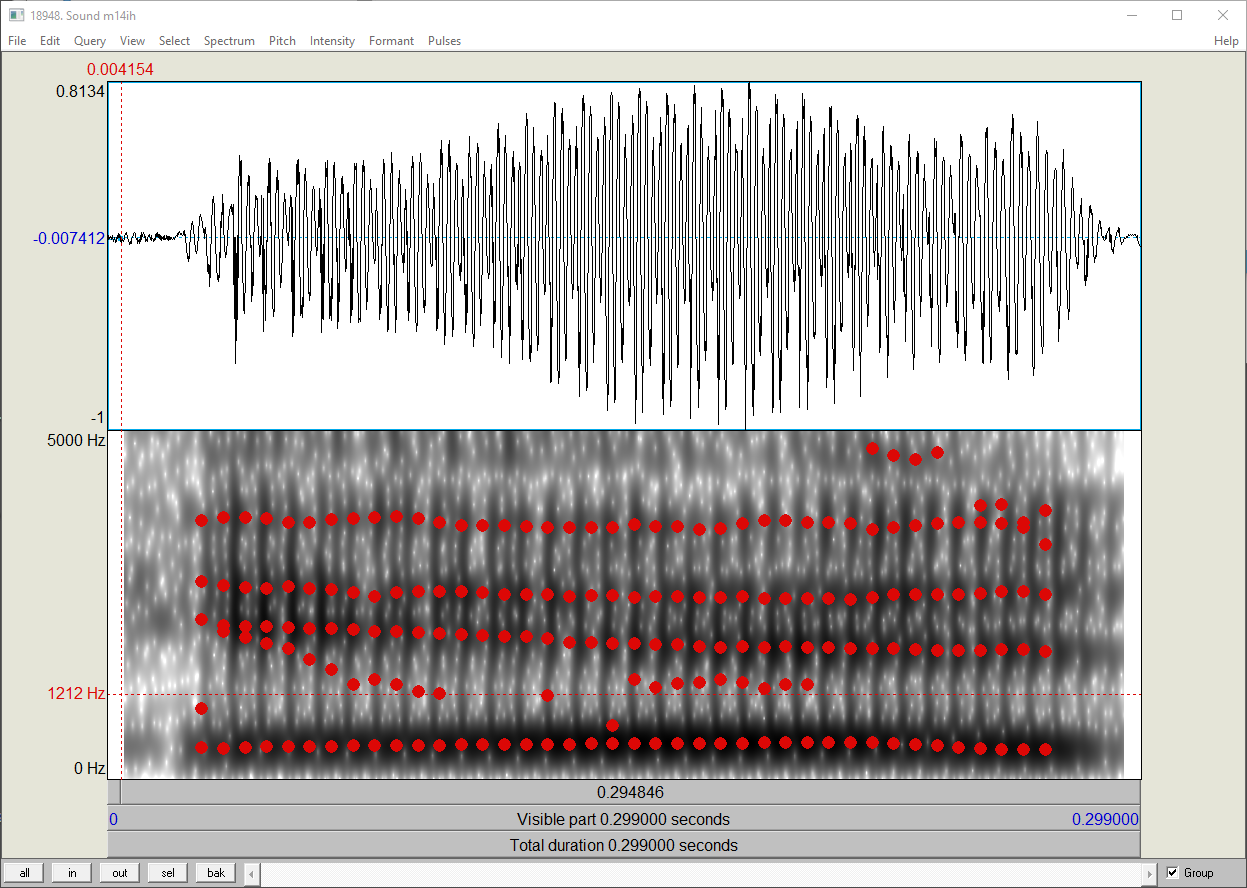 18948. Sound m14ih
File Edit Query View Select Spectrum Pitch Intensity Formant Pulses Help
0.004154
0.8134
-0.007412
-1
5000 Hz
1212 Hz
0 Hz
0.294846
0 Visible part 0.299000 seconds 0.299000
Total duration 0.299000 seconds
all in out sel bak Group